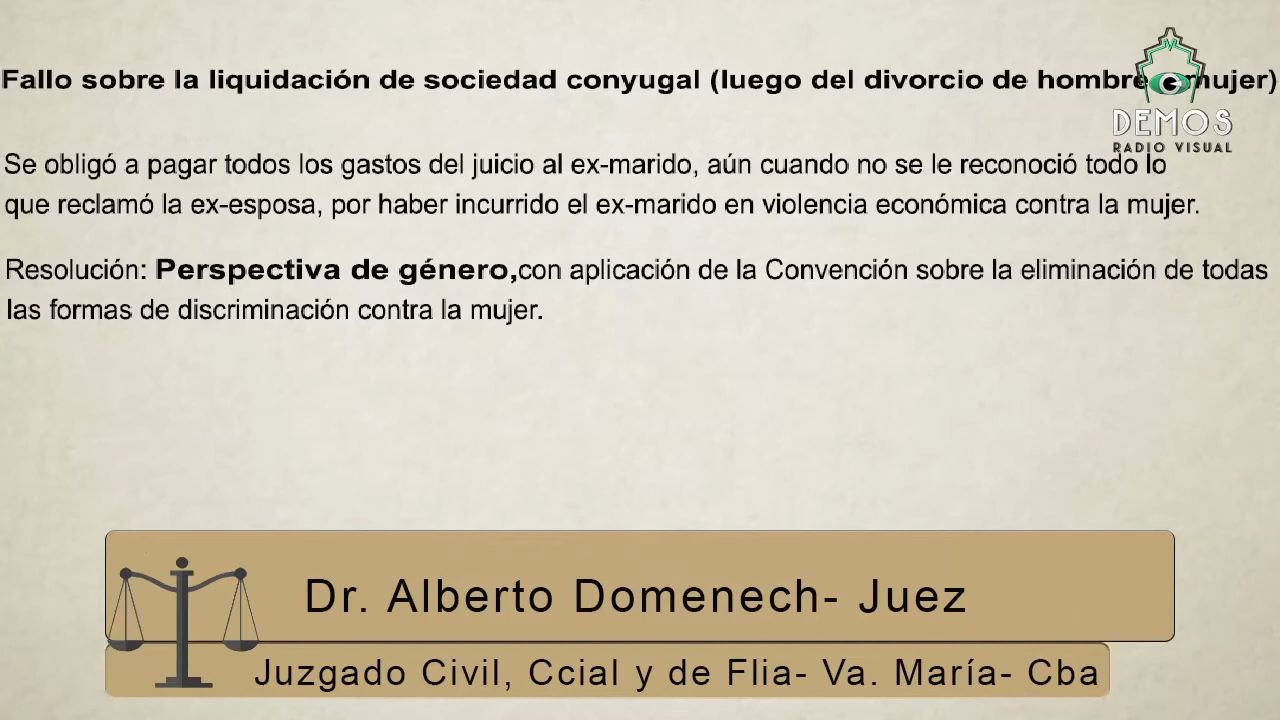 Fallo sobre la liquidación de sociedad conyugal (luego del divorcio de hombre mujer)
DEMOS
RADIO VISUAL
Se obligó a pagar todos los gastos del juicio al ex-marido, aún cuando no se le reconoció todo lo
que reclamó la ex-esposa, por haber incurrido el ex-marido en violencia económica contra la mujer.
Resolución: Perspectiva de género,con aplicación de la Convención sobre la eliminación de todas
las formas de discriminación contra la mujer.
Dr. Alberto Domenech- Juez
Juzgado Civil, Ccial y de Flia- Va. María- Cba